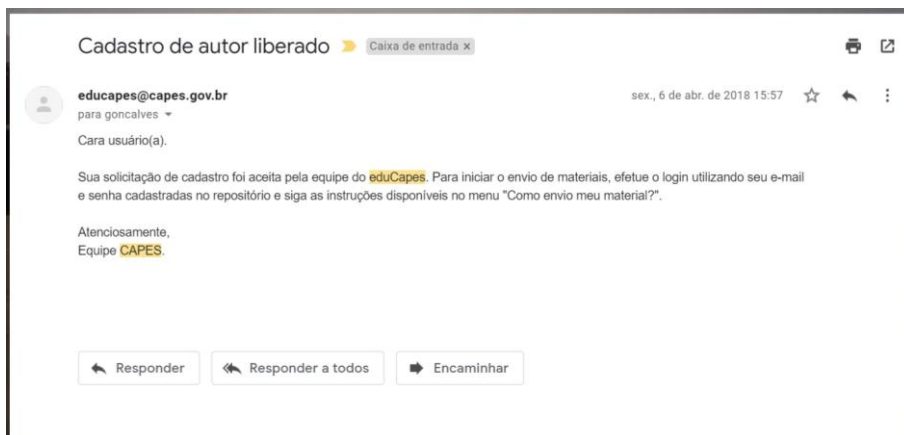 Cadastro de autor liberado
Caixa de entrada x
educapes@capes.gov.br
sex., 6 de abr. de 2018 15:57
para goncalves
Cara usuário(a).
Sua solicitação de cadastro foi aceita pela equipe do eduCapes. Para iniciar o envio de materiais, efetue o login utilizando seu e-mail
e senha cadastradas no repositório e siga as instruções disponíveis no menu "Como envio meu material?".
Atenciosamente,
Equipe CAPES.
Responder
Responder a todos
Encaminhar